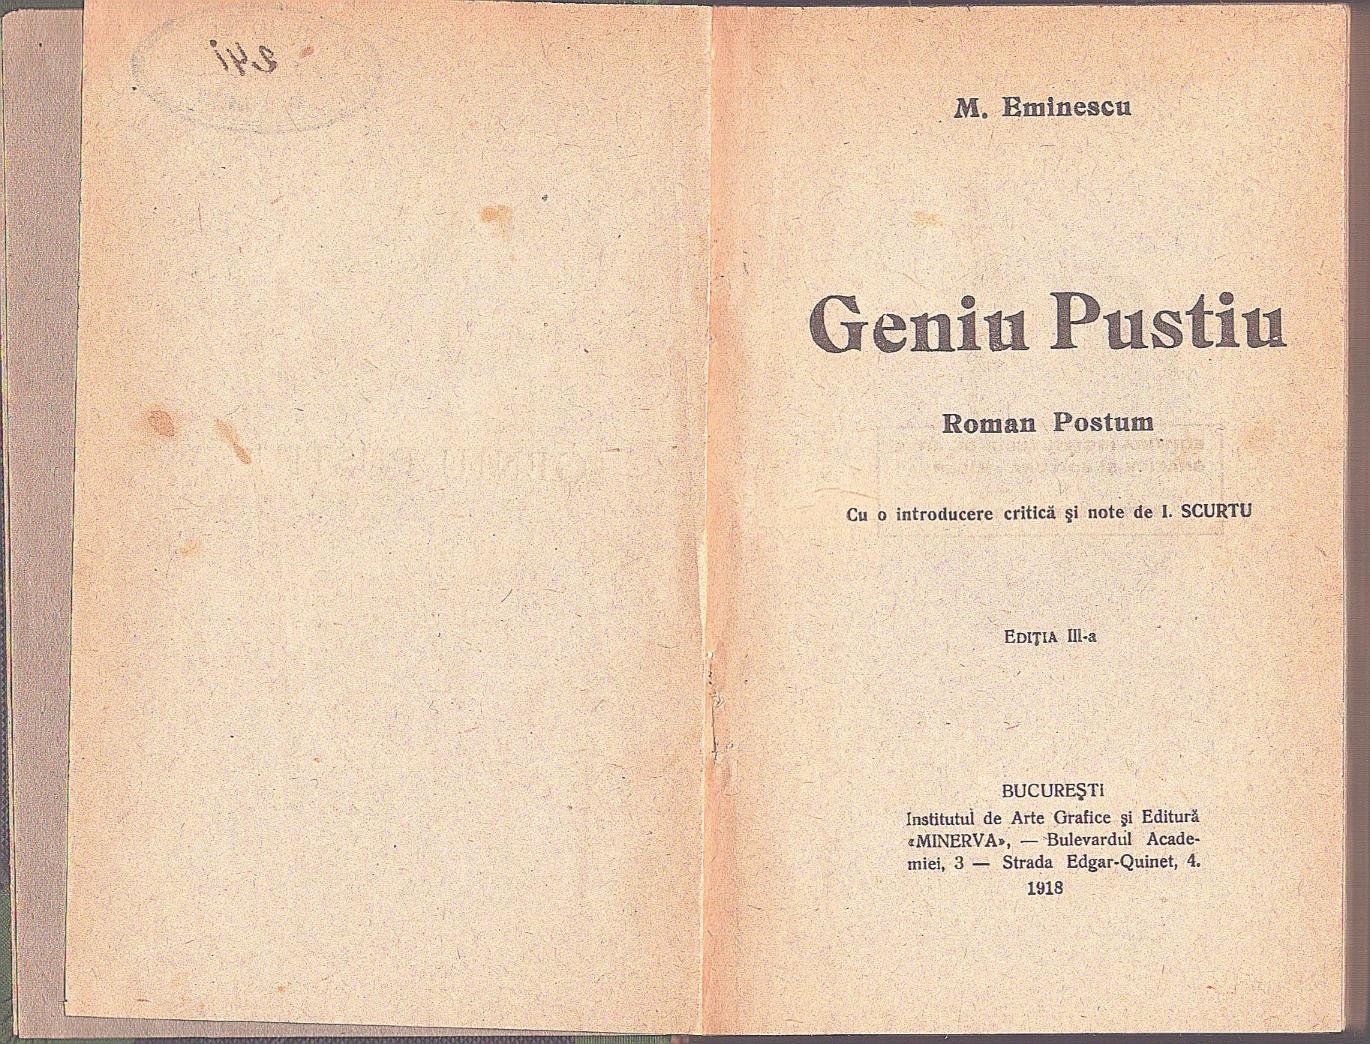 241
M. Eminescu
Geniu Pustiu
Roman Postum
Cu o introducere critică şi note de I. SCURTU
EDIŢIA III-a
BUCUREŞTI
Institutul de Arte Grafice şi Editură
«MINERVA», — Bulevardul Acade-
miei, 3 — Strada Edgar-Quinet, 4.
1918